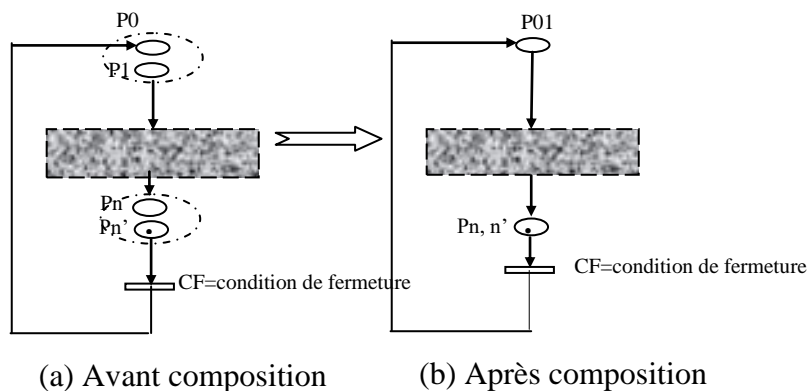 P0
P1
Pn
Pn’
CF=condition de fermeture
(a) Avant composition
P01
Pn, n’
CF=condition de fermeture
(b) Après composition